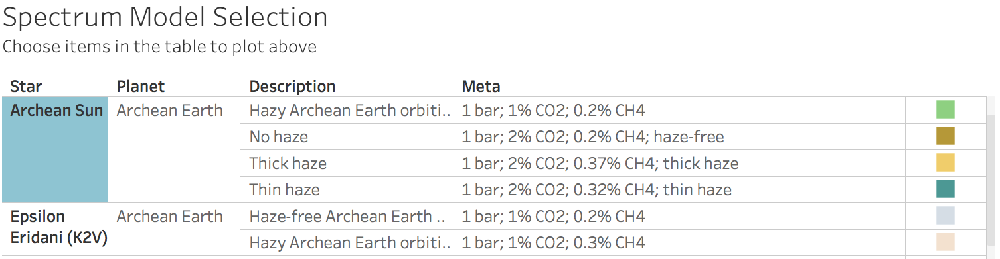 Spectrum Model Selection
Choose items in the table to plot above
Star Planet Description Meta
Archean Sun Archean Earth Hazy Archean Earth orbiti.. 1 bar; 1% CO2; 0.2% CH4
No haze 1 bar; 2% CO2; 0.2% CH4; haze-free
Thick haze 1 bar; 2% CO2; 0.37% CH4; thick haze
Thin haze 1 bar; 2% CO2; 0.32% CH4; thin haze
Epsilon Archean Earth Haze-free Archean Earth .. 1 bar; 1% CO2; 0.2% CH4
Eridani (K2V) Hazy Archean Earth orbiti.. 1 bar; 1% CO2; 0.3% CH4